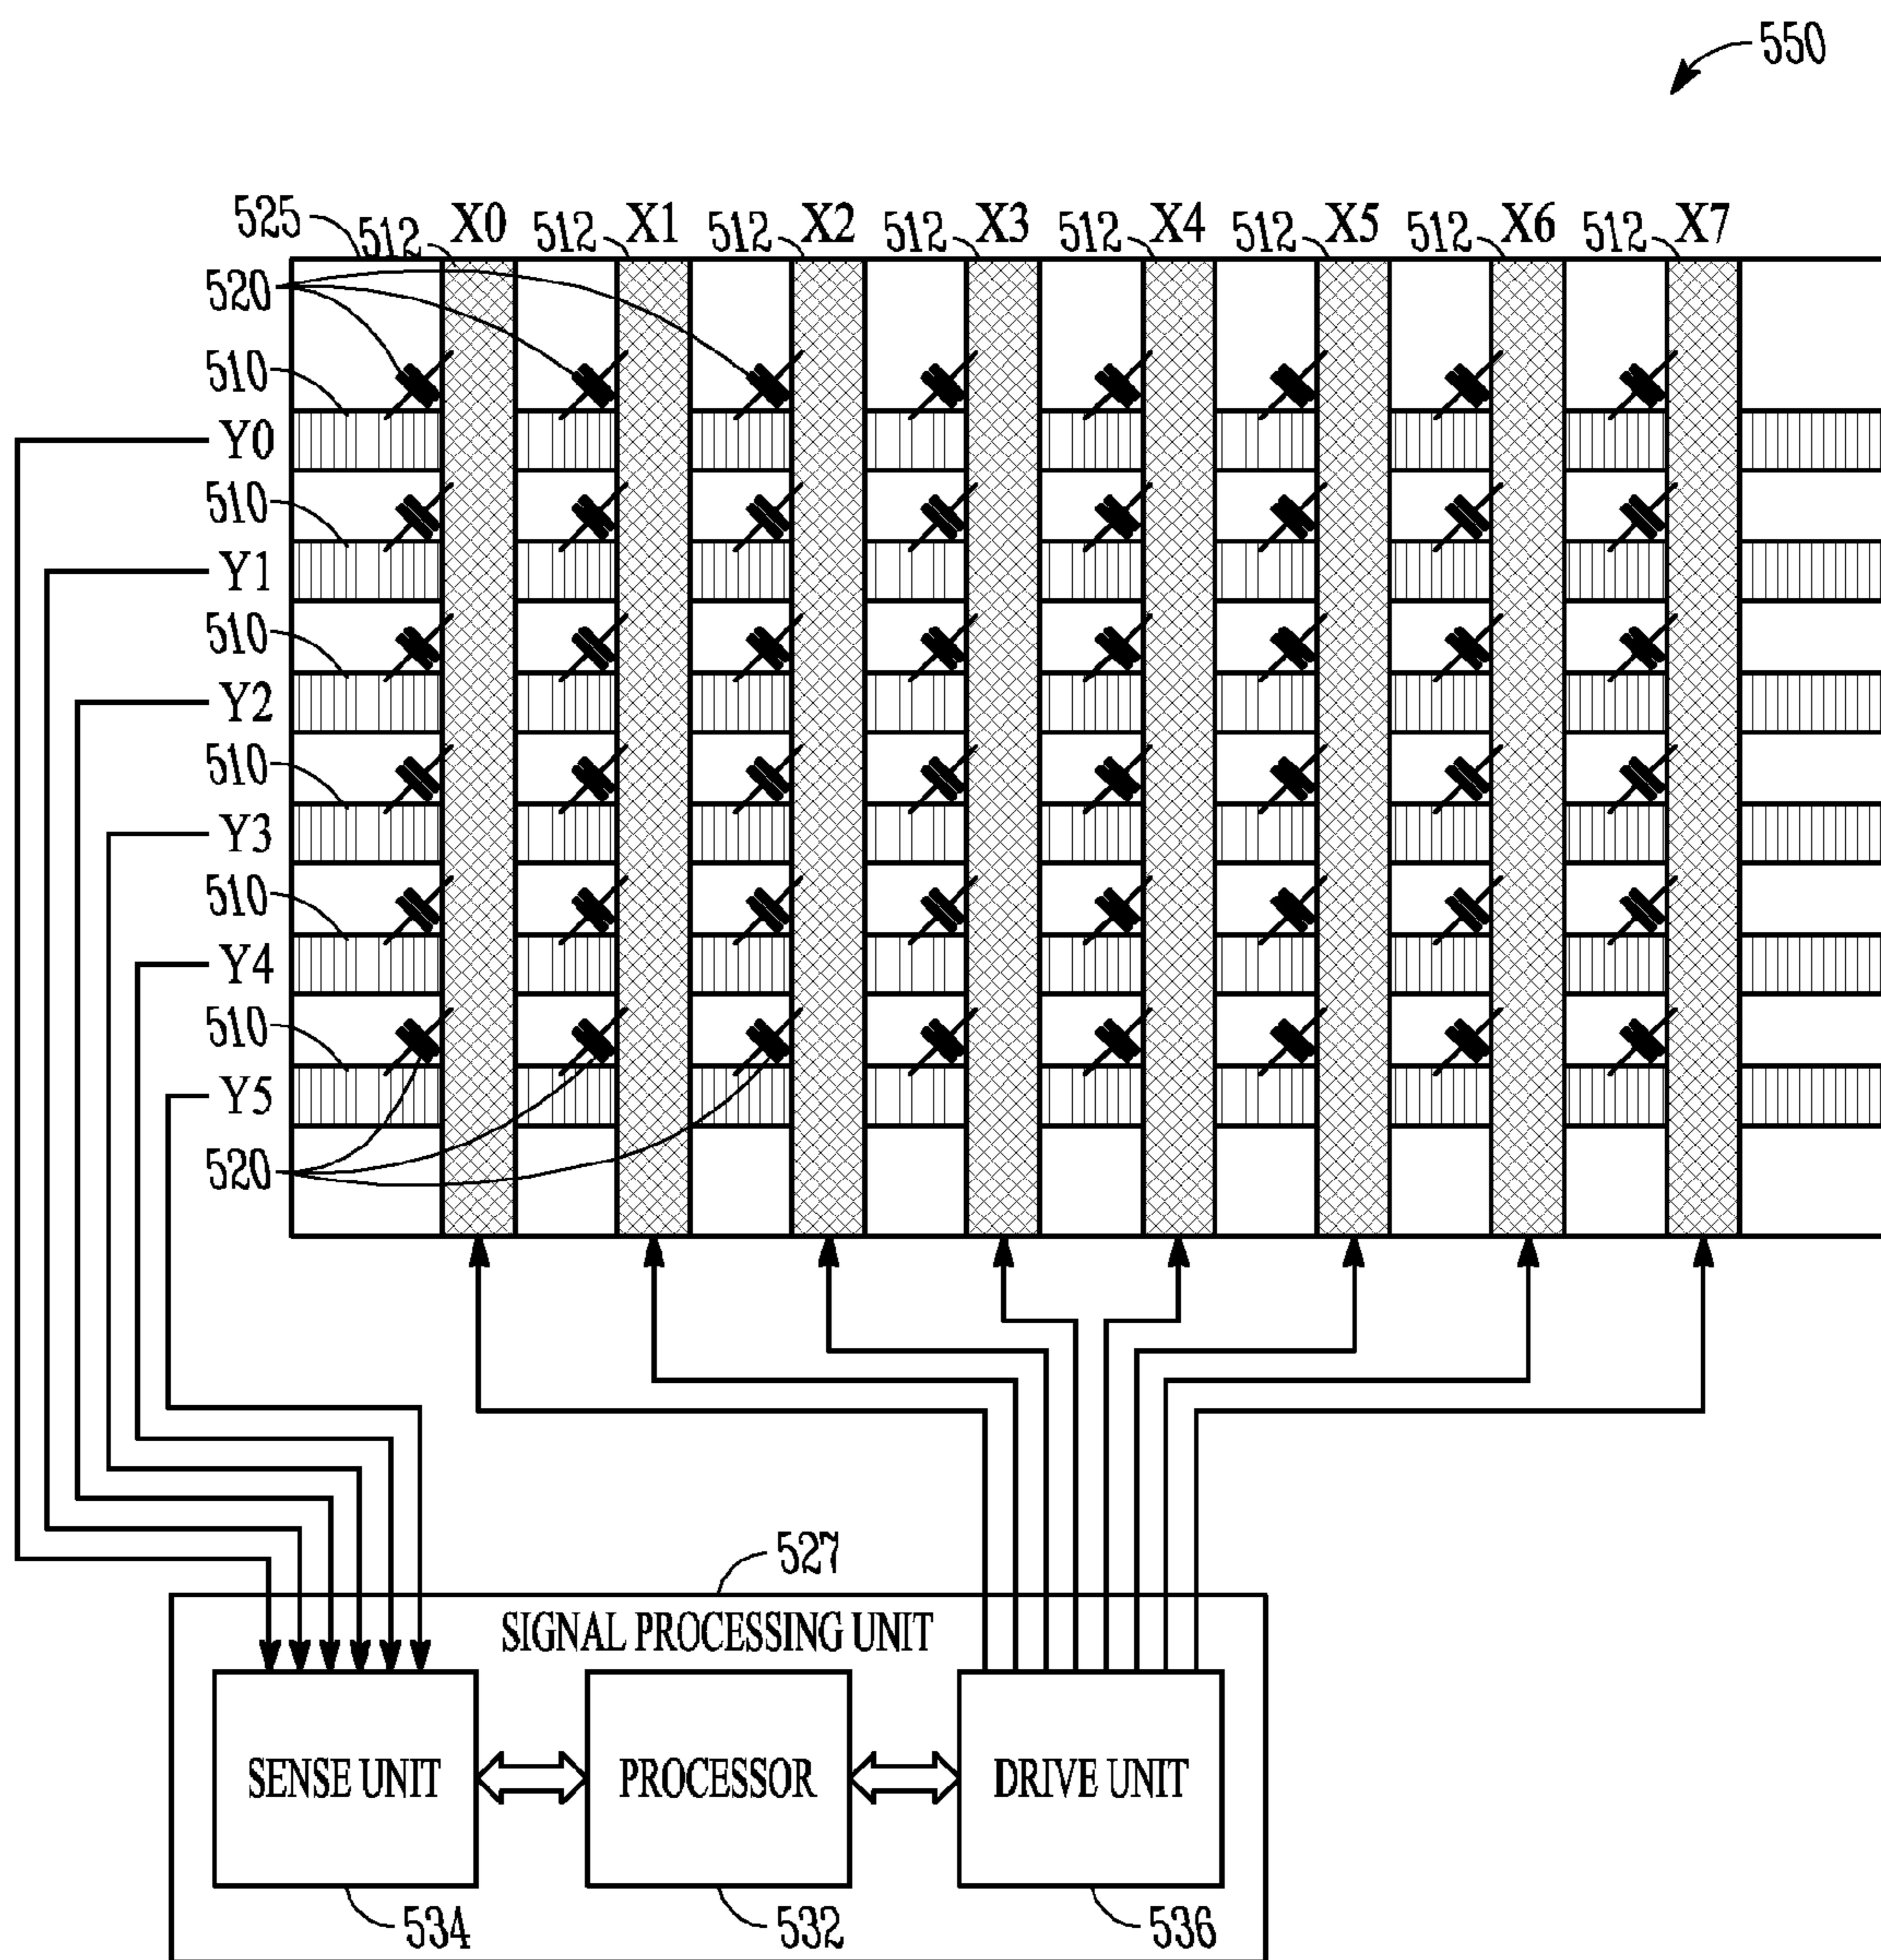 550
525 512 X0 512 X1 512 X2 512 X3 512 X4 512 X5 512 X6 512 X7
520
510
Y0
510
Y1
510
Y2
510
Y3
510
Y4
510
Y5
520
527
SIGNAL PROCESSING UNIT
SENSE UNIT PROCESSOR DRIVE UNIT
534 532 536